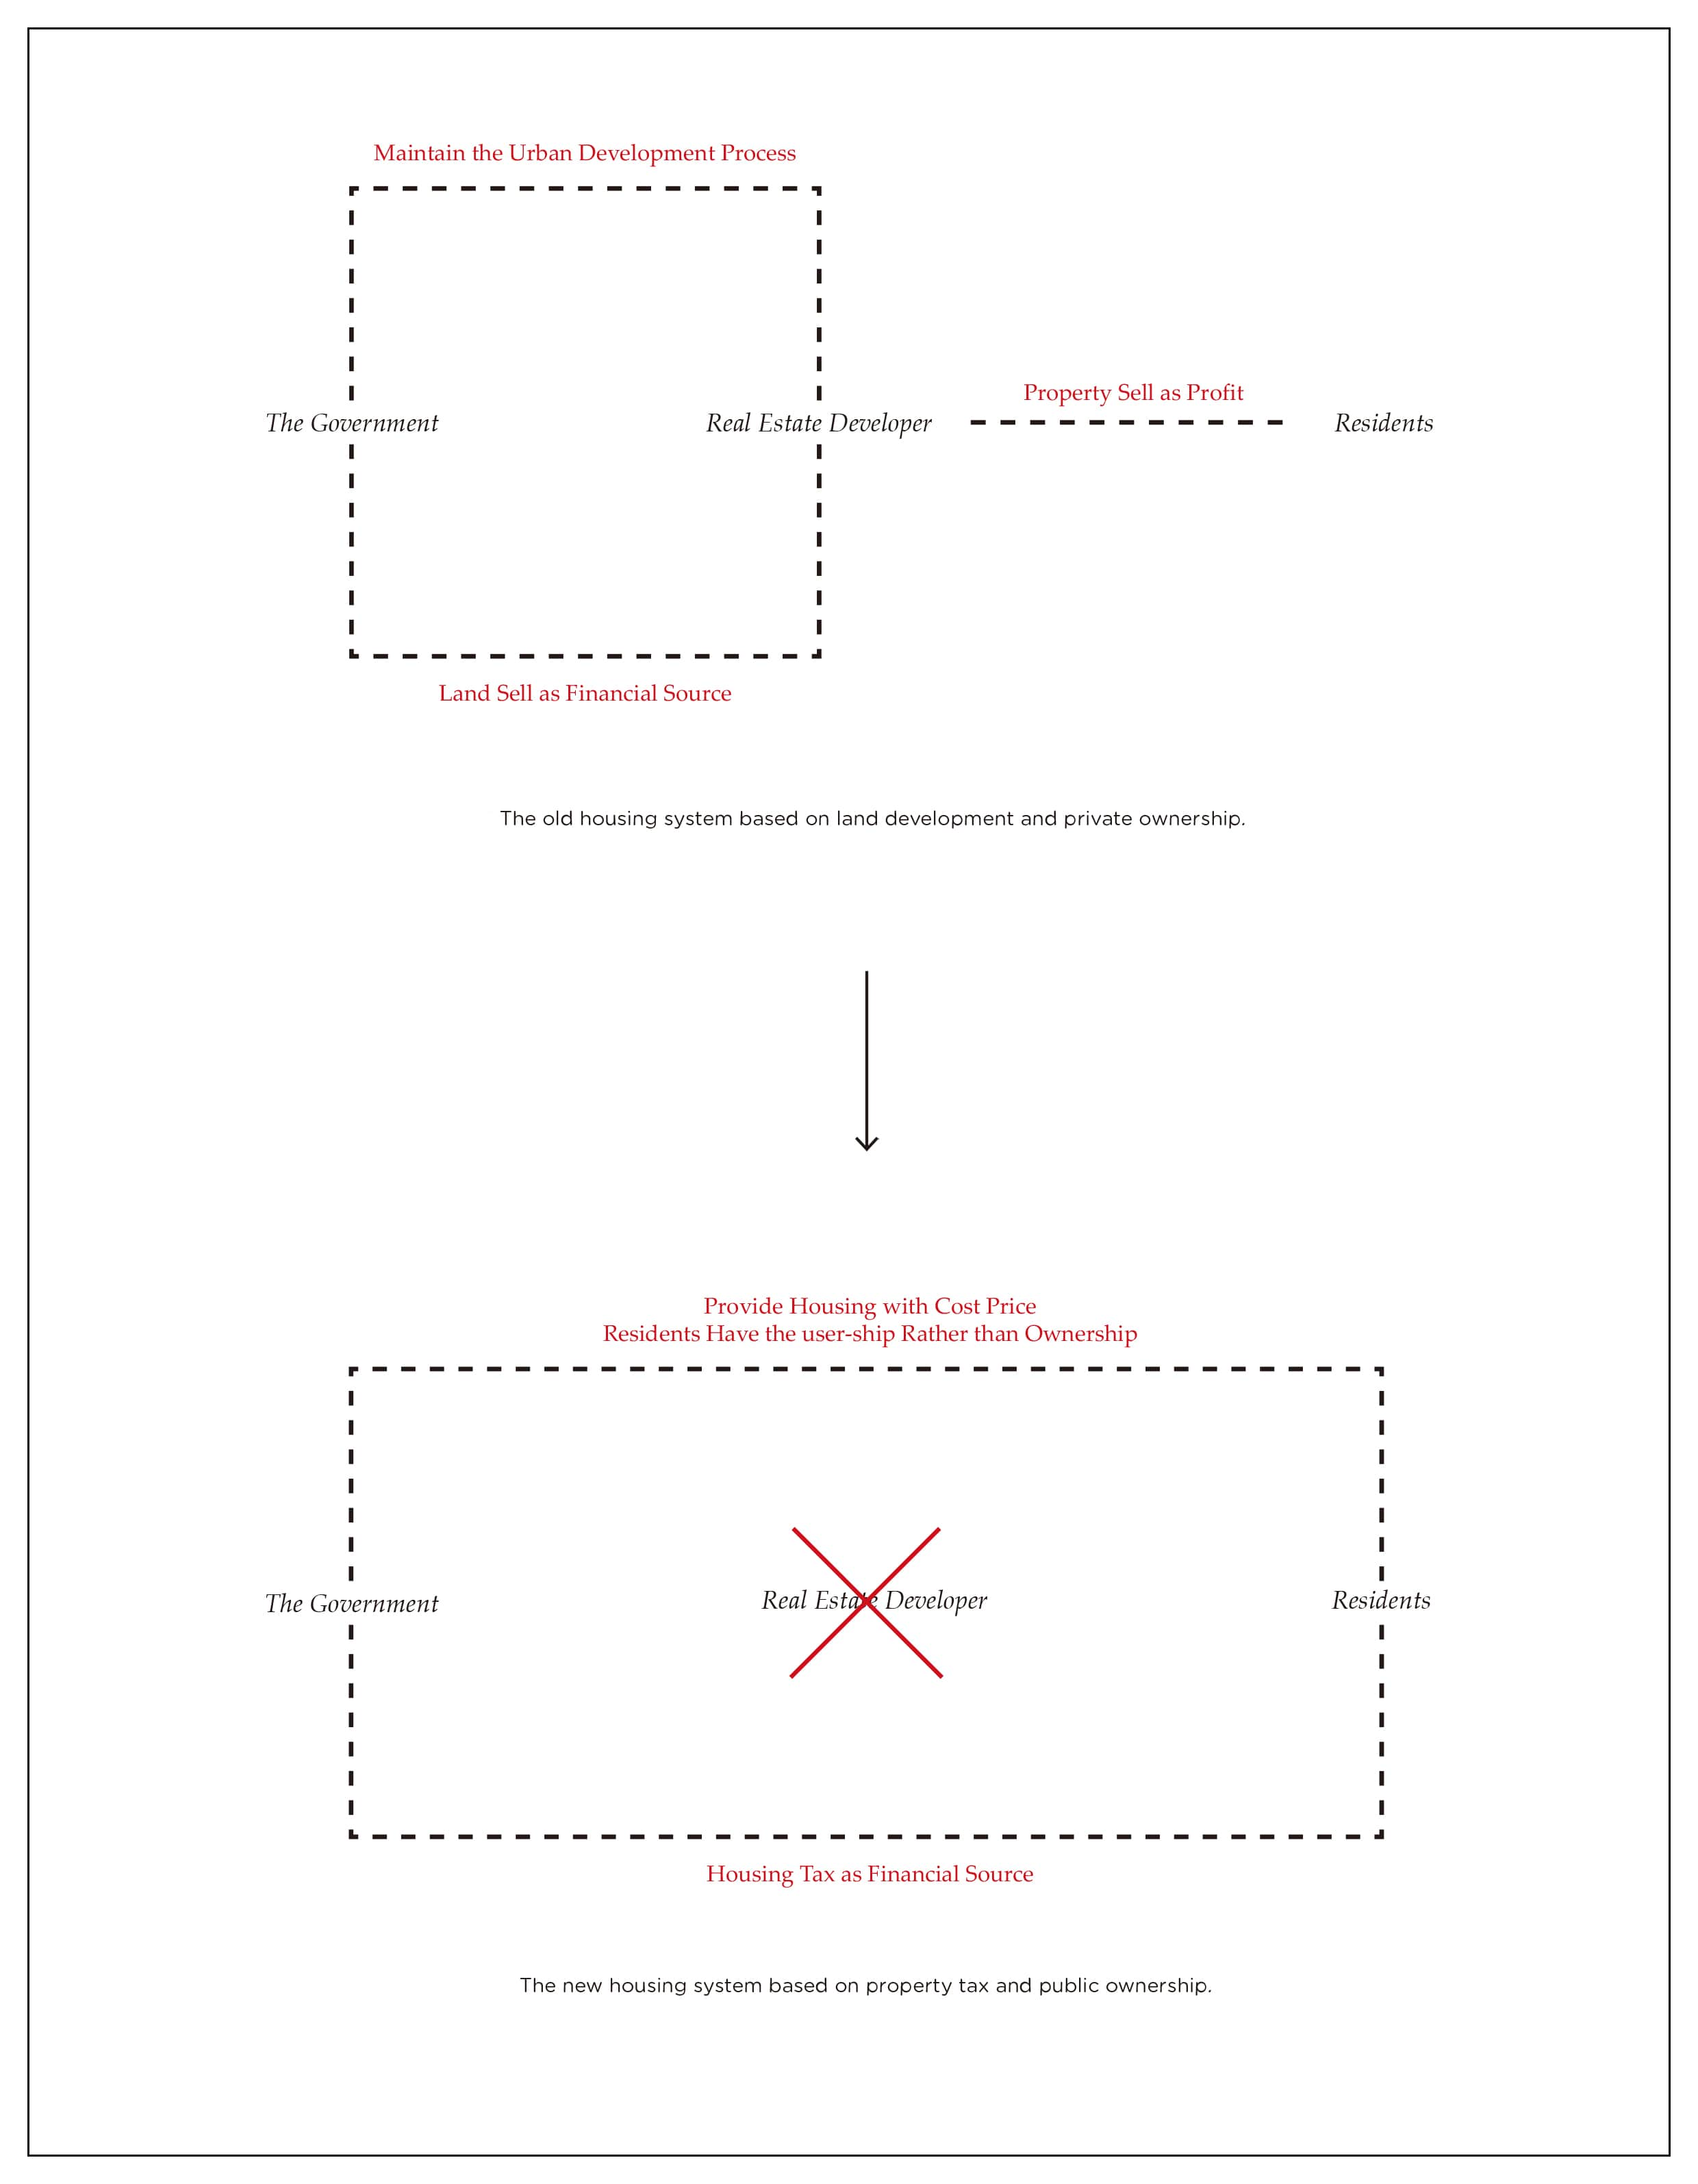 Maintain the Urban Development Process
Property Sell as Profit
The Government
Real Estate Developer
Residents
Land Sell as Financial Source
The old housing system based on land development and private ownership.
Provide Housing with Cost Price
Residents Have the user-ship Rather than Ownership
The Government
Real Estate Developer
Residents
Housing Tax as Financial Source
The new housing system based on property tax and public ownership.